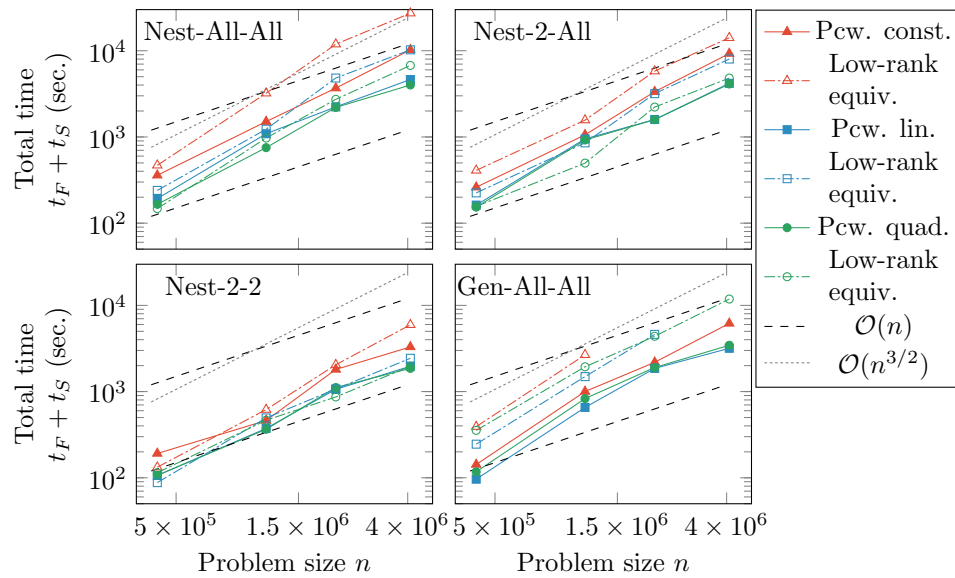 Nest-All-All
Nest-2-All
Total time
t_F + t_S (sec.)
10^4
10^3
10^2
Pcw. const.
Low-rank
equiv.
Pcw. lin.
Low-rank
equiv.
Pcw. quad.
Low-rank
equiv.
O(n)
O(n^{3/2})
Nest-2-2
Gen-All-All
Total time
t_F + t_S (sec.)
10^4
10^3
10^2
5 × 10^5
1.5 × 10^6
4 × 10^6
5 × 10^5
1.5 × 10^6
4 × 10^6
Problem size n
Problem size n